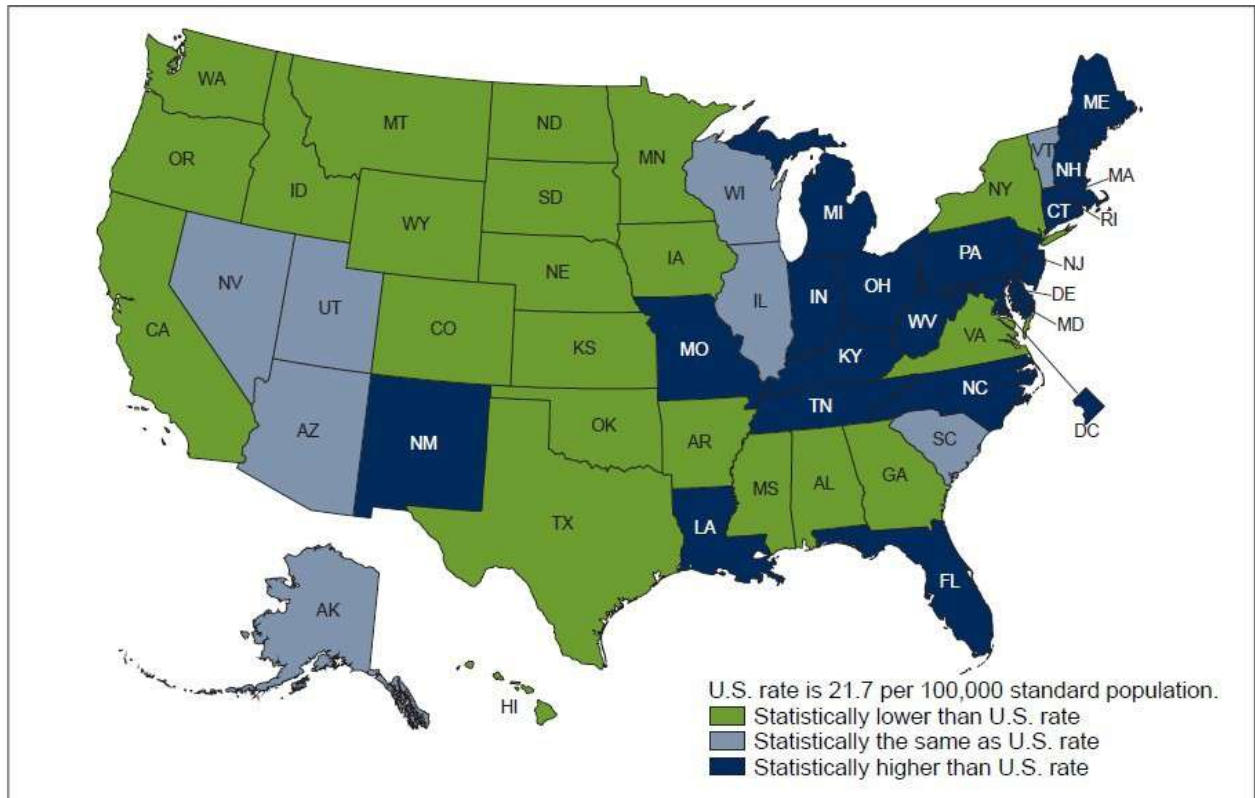 WA
MT
ND
MN
ME
OR
ID
SD
WI
VT
NH
MA
WY
MI
NY
CT
RI
IA
PA
NJ
NE
NV
UT
IL
IN
OH
DE
CA
CO
WV
MD
KS
MO
VA
KY
NC
TN
AZ
NM
OK
AR
SC
DC
MS
AL
GA
TX
LA
FL
AK
HI
U.S. rate is 21.7 per 100,000 standard population.
Statistically lower than U.S. rate
Statistically the same as U.S. rate
Statistically higher than U.S. rate